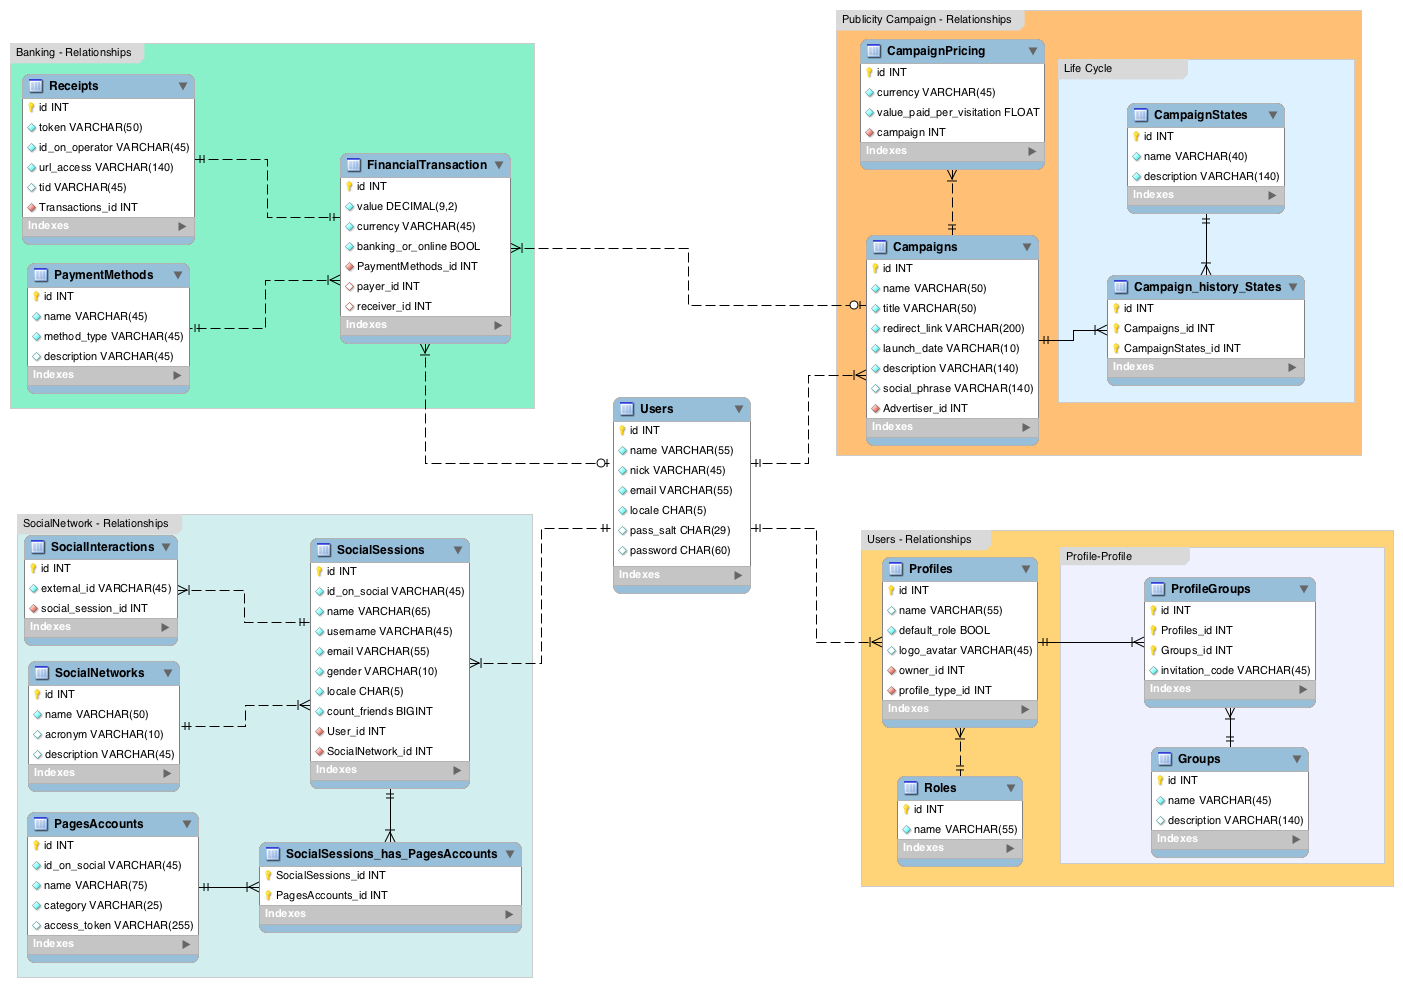 Banking - Relationships
Receipts
id INT
token VARCHAR(50)
id_on_operator VARCHAR(45)
url_access VARCHAR(140)
tid VARCHAR(45)
Transactions_id INT
Indexes
PaymentMethods
id INT
name VARCHAR(45)
method_type VARCHAR(45)
description VARCHAR(45)
Indexes
FinancialTransaction
id INT
value DECIMAL(9,2)
currency VARCHAR(45)
banking_or_online BOOL
PaymentMethods_id INT
payer_id INT
receiver_id INT
Indexes
Publicity Campaign - Relationships
CampaignPricing
id INT
currency VARCHAR(45)
value_paid_per_visitation FLOAT
campaign INT
Indexes
Life Cycle
CampaignStates
id INT
name VARCHAR(40)
description VARCHAR(140)
Indexes
Campaigns
id INT
name VARCHAR(50)
title VARCHAR(50)
redirect_link VARCHAR(200)
launch_date VARCHAR(10)
description VARCHAR(140)
social_phrase VARCHAR(140)
Advertiser_id INT
Indexes
Campaign_history_States
id INT
Campaigns_id INT
CampaignStates_id INT
Indexes
Users
id INT
name VARCHAR(55)
nick VARCHAR(45)
email VARCHAR(55)
locale CHAR(5)
pass_salt CHAR(29)
password CHAR(60)
Indexes
SocialNetwork - Relationships
SocialInteractions
id INT
external_id VARCHAR(45)
social_session_id INT
Indexes
SocialNetworks
id INT
name VARCHAR(50)
acronym VARCHAR(10)
description VARCHAR(45)
Indexes
PagesAccounts
id INT
id_on_social VARCHAR(45)
name VARCHAR(75)
category VARCHAR(25)
access_token VARCHAR(255)
Indexes
SocialSessions
id INT
id_on_social VARCHAR(45)
name VARCHAR(65)
username VARCHAR(45)
email VARCHAR(55)
gender VARCHAR(10)
locale CHAR(5)
count_friends BIGINT
User_id INT
SocialNetwork_id INT
Indexes
SocialSessions_has_PagesAccounts
SocialSessions_id INT
PagesAccounts_id INT
Indexes
Users - Relationships
Profiles
id INT
name VARCHAR(55)
default_role BOOL
logo_avatar VARCHAR(45)
owner_id INT
profile_type_id INT
Indexes
Roles
id INT
name VARCHAR(55)
Indexes
Profile-Profile
ProfileGroups
id INT
Profiles_id INT
Groups_id INT
invitation_code VARCHAR(45)
Indexes
Groups
id INT
name VARCHAR(45)
description VARCHAR(140)
Indexes